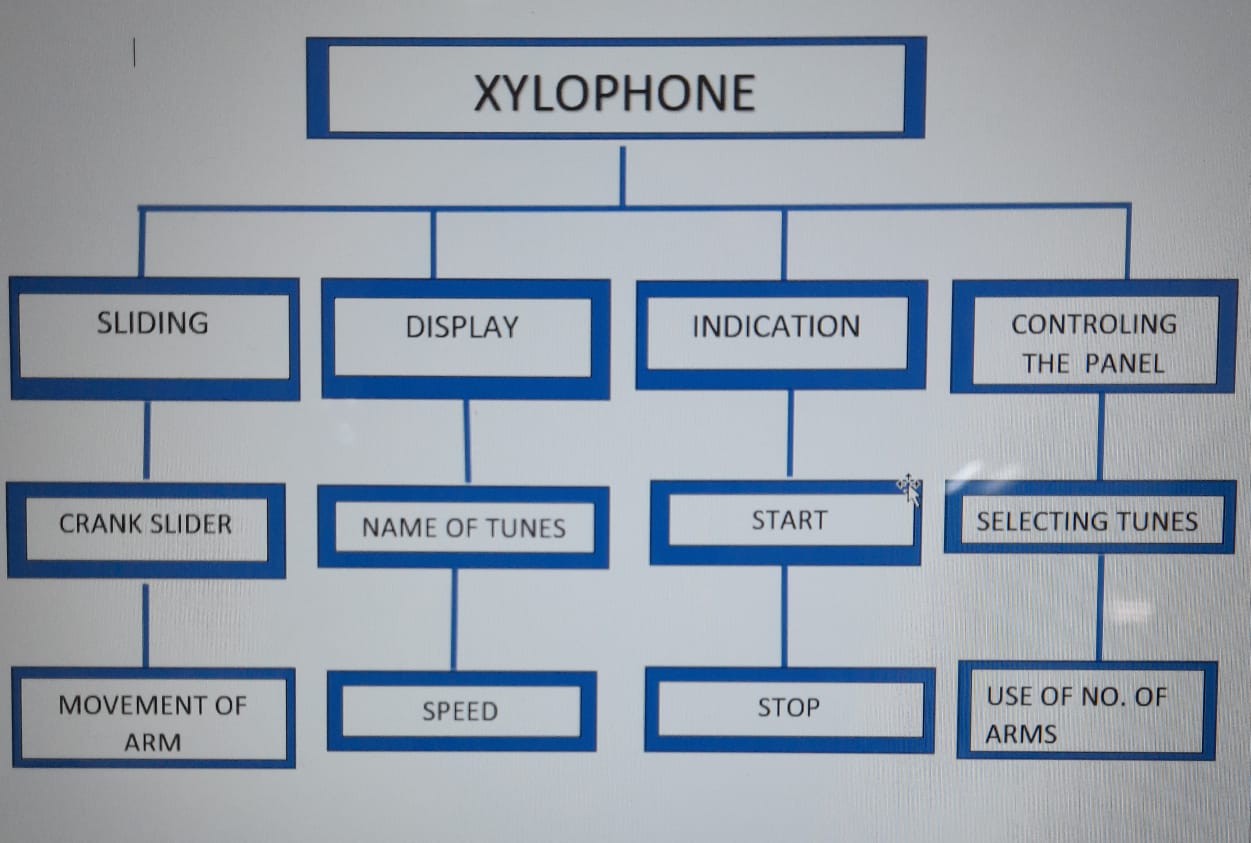 XYLOPHONE
SLIDING
DISPLAY
INDICATION
CONTROLING
THE PANEL
CRANK SLIDER
NAME OF TUNES
START
SELECTING TUNES
MOVEMENT OF
ARM
SPEED
STOP
USE OF NO. OF
ARMS